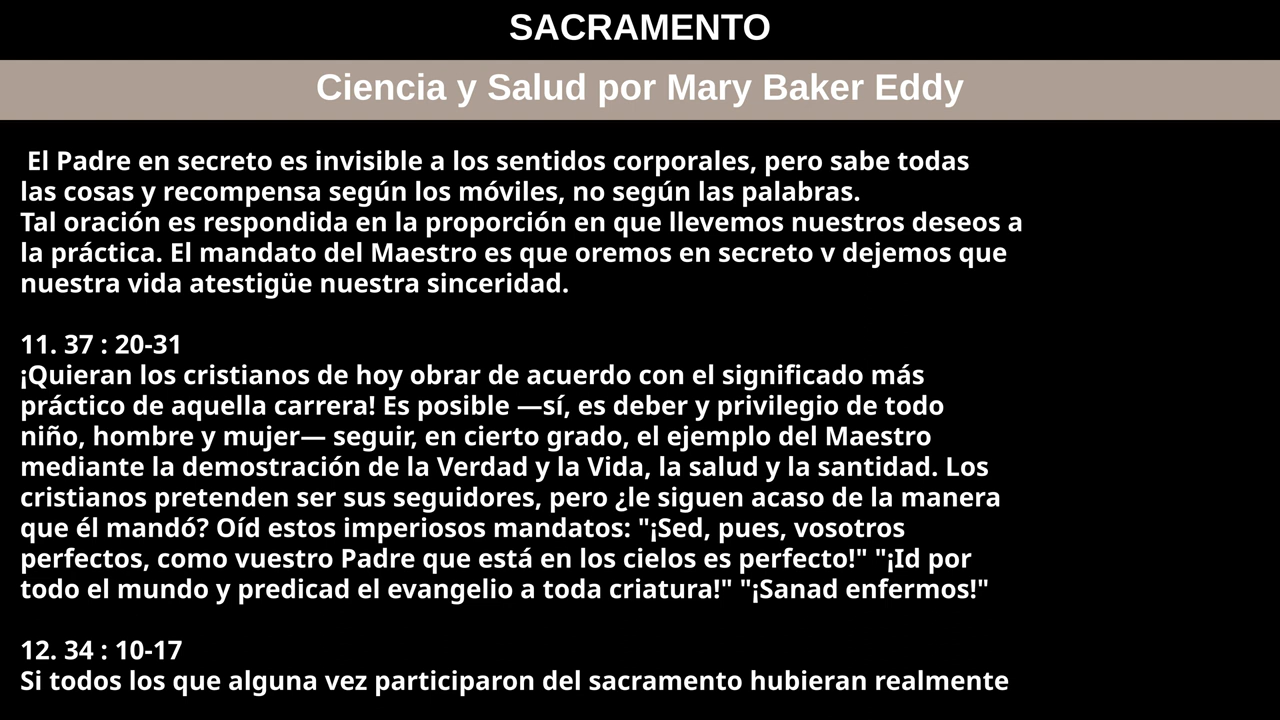 SACRAMENTO
Ciencia y Salud por Mary Baker Eddy
El Padre en secreto es invisible a los sentidos corporales, pero sabe todas
las cosas y recompensa según los móviles, no según las palabras.
Tal oración es respondida en la proporción en que llevemos nuestros deseos a
la práctica. El mandato del Maestro es que oremos en secreto v dejemos que
nuestra vida atestigüe nuestra sinceridad.
11. 37 : 20-31
¡Quieran los cristianos de hoy obrar de acuerdo con el significado más
práctico de aquella carrera! Es posible —sí, es deber y privilegio de todo
niño, hombre y mujer— seguir, en cierto grado, el ejemplo del Maestro
mediante la demostración de la Verdad y la Vida, la salud y la santidad. Los
cristianos pretenden ser sus seguidores, pero ¿le siguen acaso de la manera
que él mandó? Oíd estos imperiosos mandatos: "¡Sed, pues, vosotros
perfectos, como vuestro Padre que está en los cielos es perfecto!" "¡Id por
todo el mundo y predicad el evangelio a toda criatura!" "¡Sanad enfermos!"
12. 34 : 10-17
Si todos los que alguna vez participaron del sacramento hubieran realmente